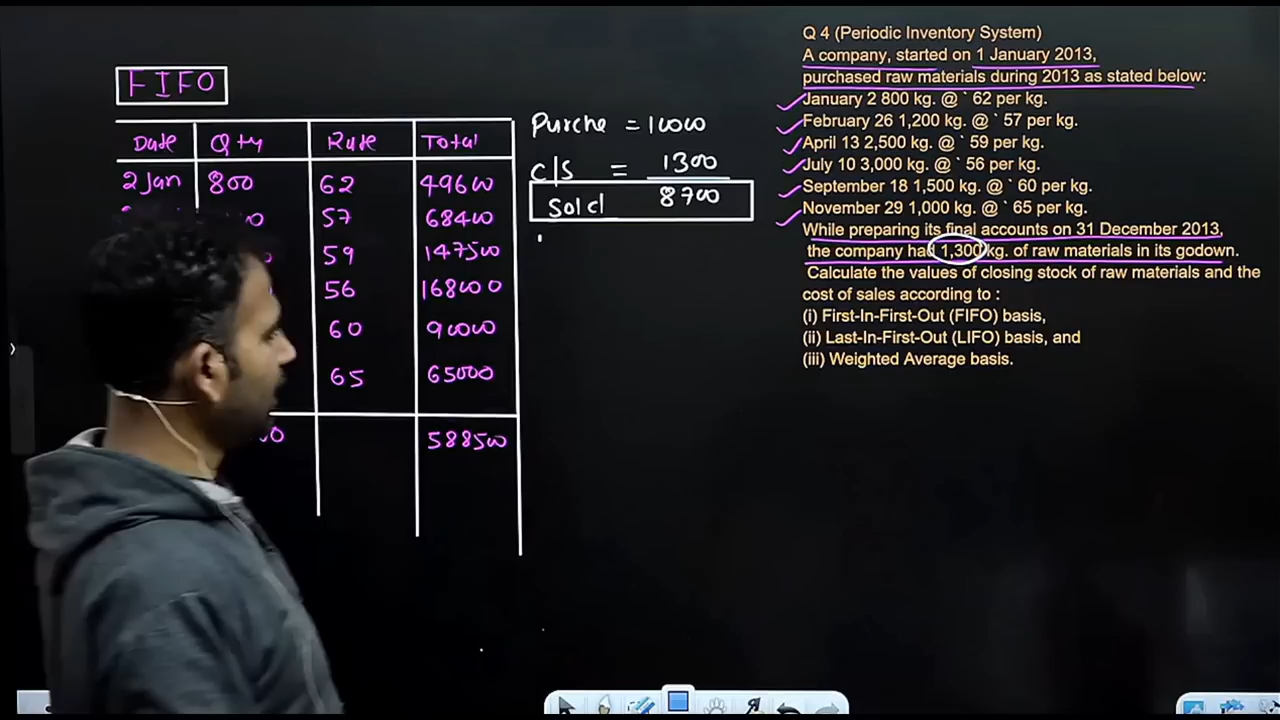 FIFO
Date Qty Rate Total
2 Jan 800 62 49600
57 68400
59 147500
56 168000
60 90000
65 65000
588500
Purche = 10000
C/S = 1300
Sold 8700
Q 4 (Periodic Inventory System)
A company, started on 1 January 2013,
purchased raw materials during 2013 as stated below:
January 2 800 kg. @ ` 62 per kg.
February 26 1,200 kg. @ ` 57 per kg.
April 13 2,500 kg. @ ` 59 per kg.
July 10 3,000 kg. @ ` 56 per kg.
September 18 1,500 kg. @ ` 60 per kg.
November 29 1,000 kg. @ ` 65 per kg.
While preparing its final accounts on 31 December 2013,
the company had 1,300 kg. of raw materials in its godown.
Calculate the values of closing stock of raw materials and the
cost of sales according to :
(i) First-In-First-Out (FIFO) basis,
(ii) Last-In-First-Out (LIFO) basis, and
(iii) Weighted Average basis.